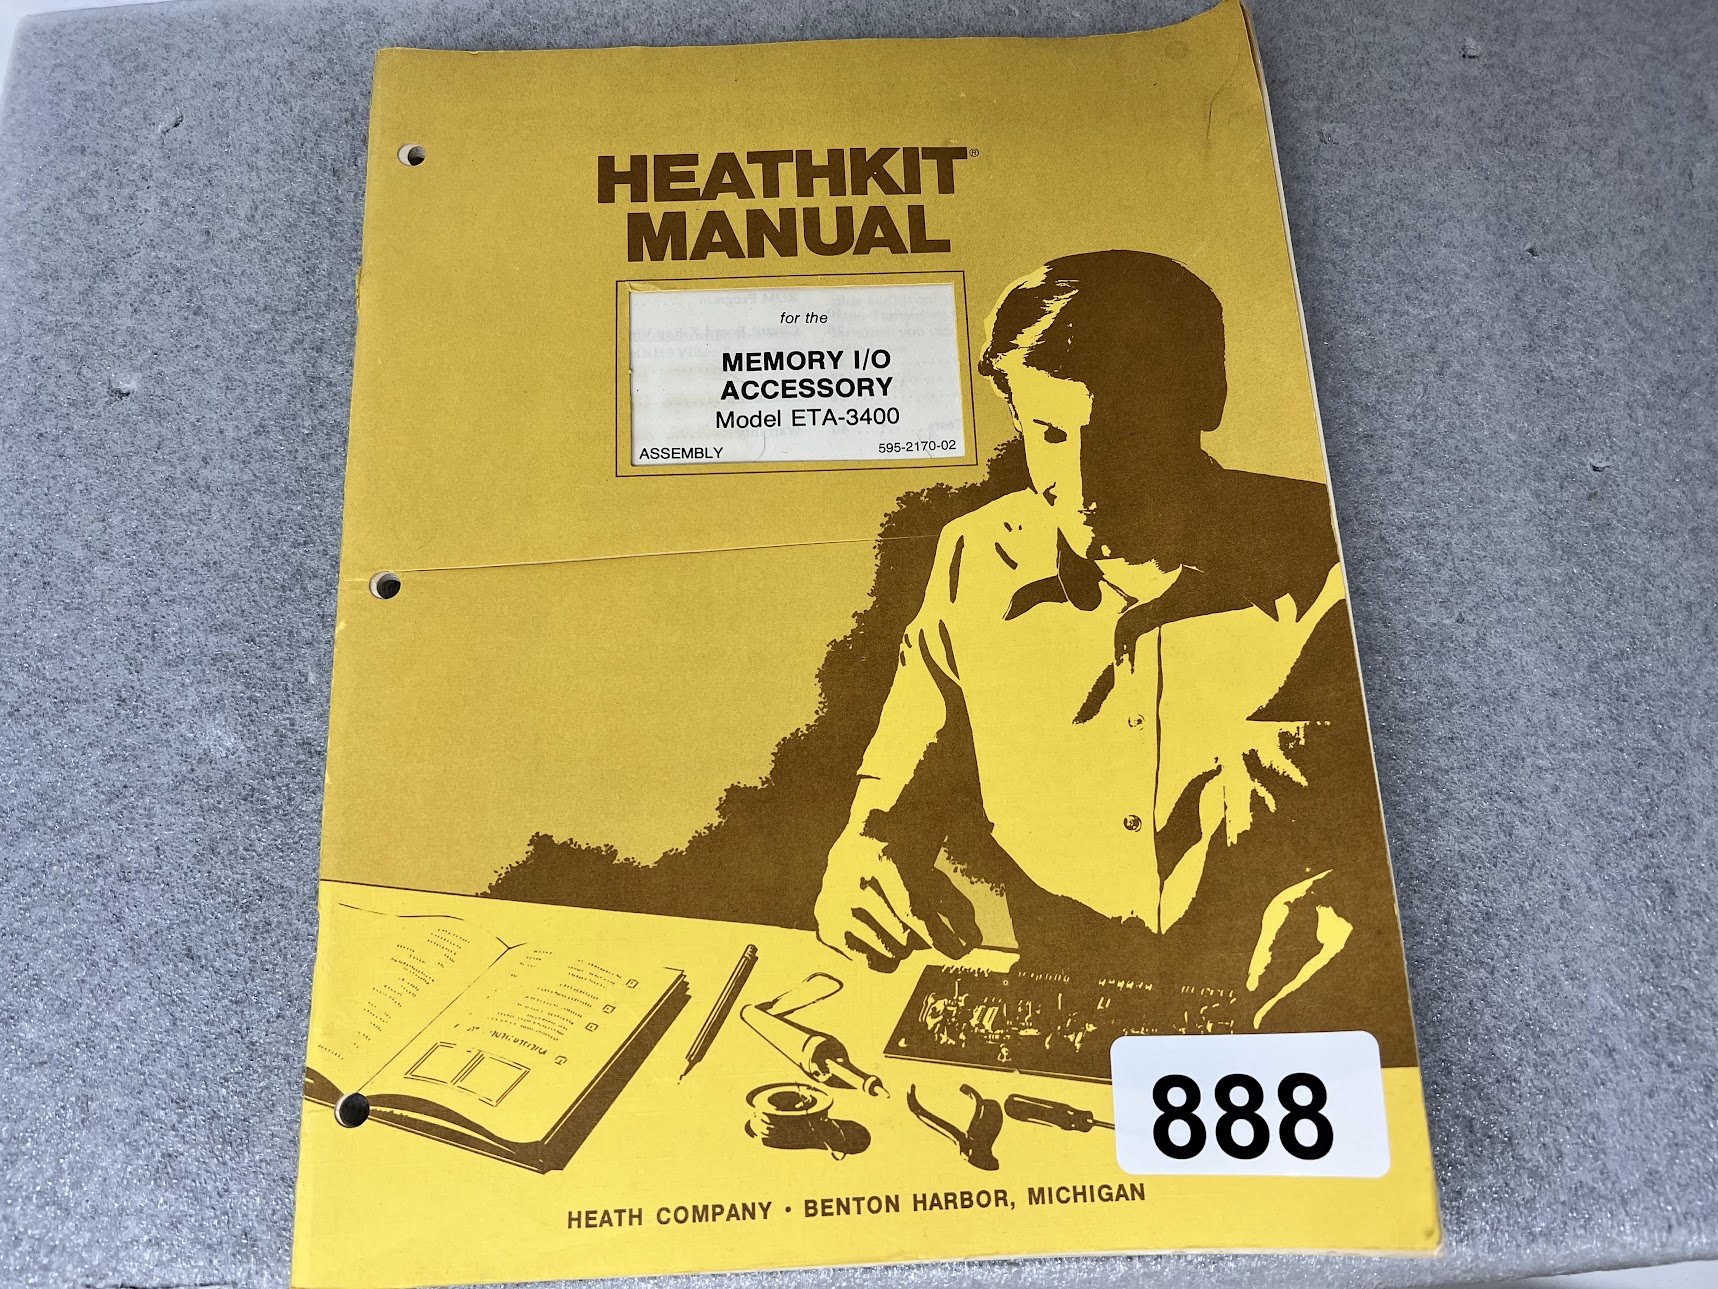 HEATHKIT®
MANUAL
for the
MEMORY I/O
ACCESSORY
Model ETA-3400
ASSEMBLY
595-2170-02
888
HEATH COMPANY • BENTON HARBOR, MICHIGAN